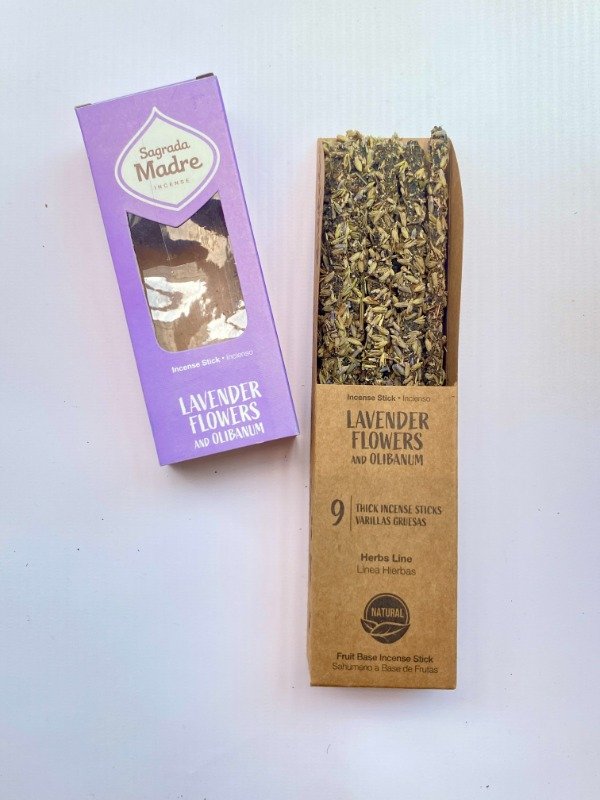 Sagrada
Madre
INCENSE
Incense Stick • Incienso
LAVENDER
FLOWERS
AND OLIBANUM
Incense Stick • Incienso
LAVENDER
FLOWERS
AND OLIBANUM
9
THICK INCENSE STICKS
VARILLAS GRUESAS
Herbs Line
Línea Hierbas
NATURAL
Fruit Base Incense Stick
Sahumerio a Base de Frutas